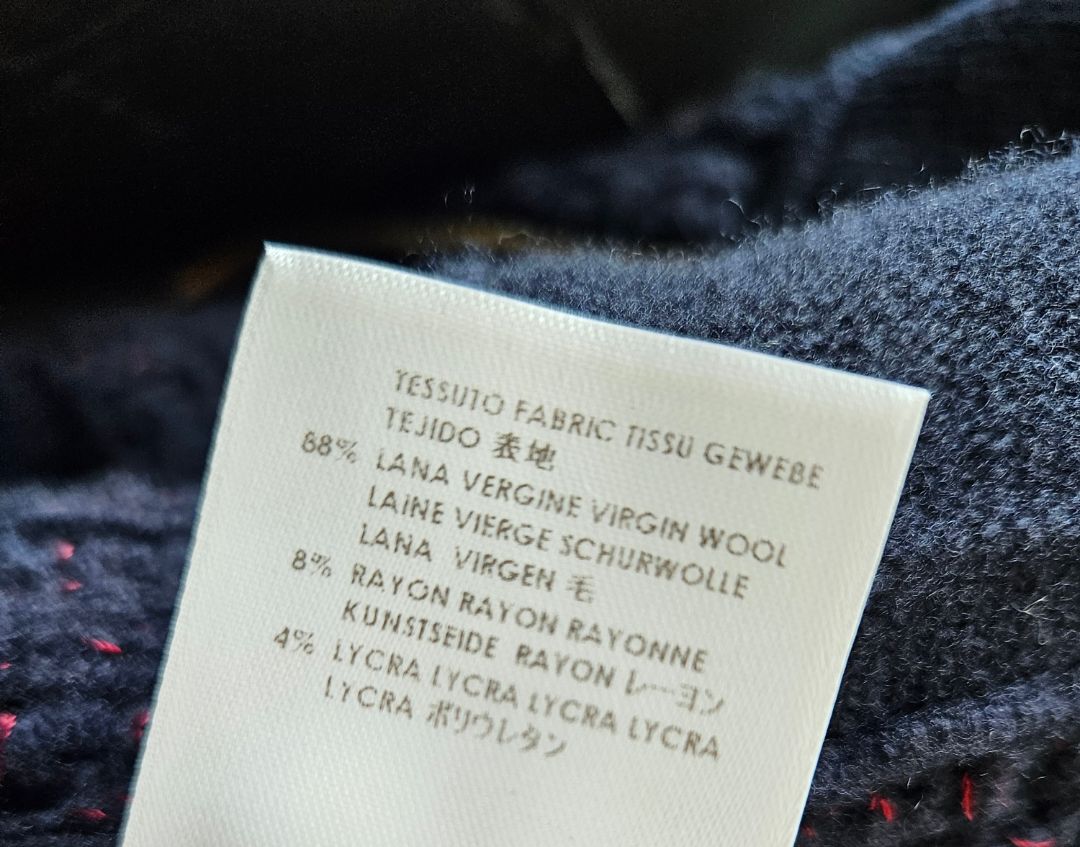 TESSUTO FABRIC TISSU GEWEBE
TEJIDO 表地
88% LANA VERGINE VIRGIN WOOL
LAINE VIERGE SCHURWOLLE
LANA VIRGEN 毛
8% RAYON RAYON RAYONNE
KUNSTSEIDE RAYON レーヨン
4% LYCRA LYCRA LYCRA LYCRA LYCRA
LYCRA ポリウレタン